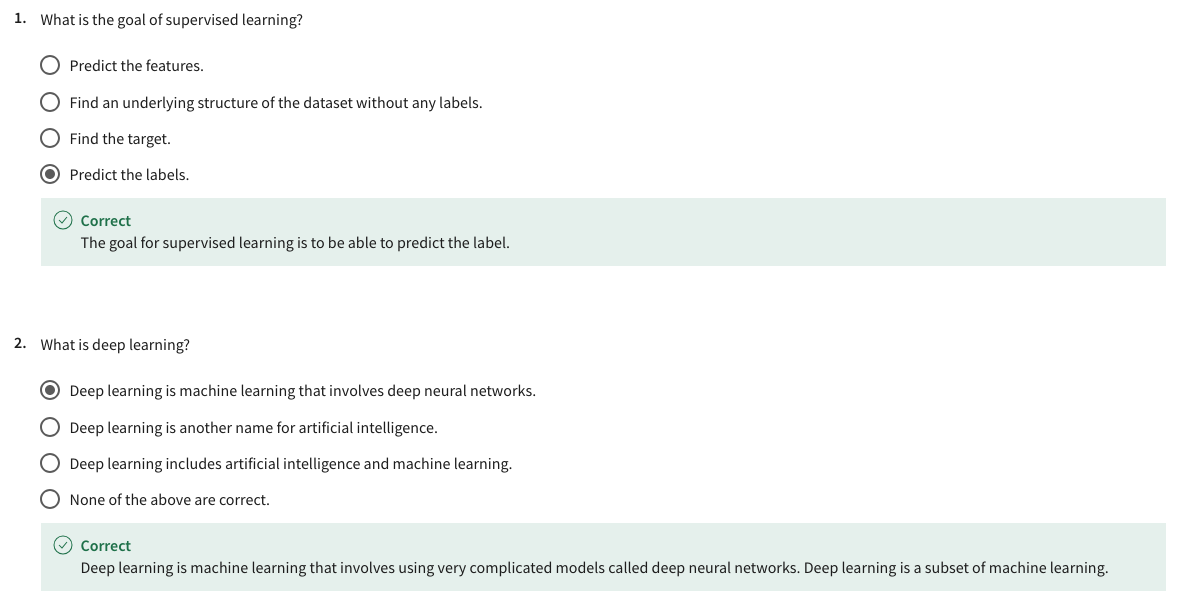 1. What is the goal of supervised learning?
Predict the features.
Find an underlying structure of the dataset without any labels.
Find the target.
Predict the labels.
Correct
The goal for supervised learning is to be able to predict the label.
2. What is deep learning?
Deep learning is machine learning that involves deep neural networks.
Deep learning is another name for artificial intelligence.
Deep learning includes artificial intelligence and machine learning.
None of the above are correct.
Correct
Deep learning is machine learning that involves using very complicated models called deep neural networks. Deep learning is a subset of machine learning.